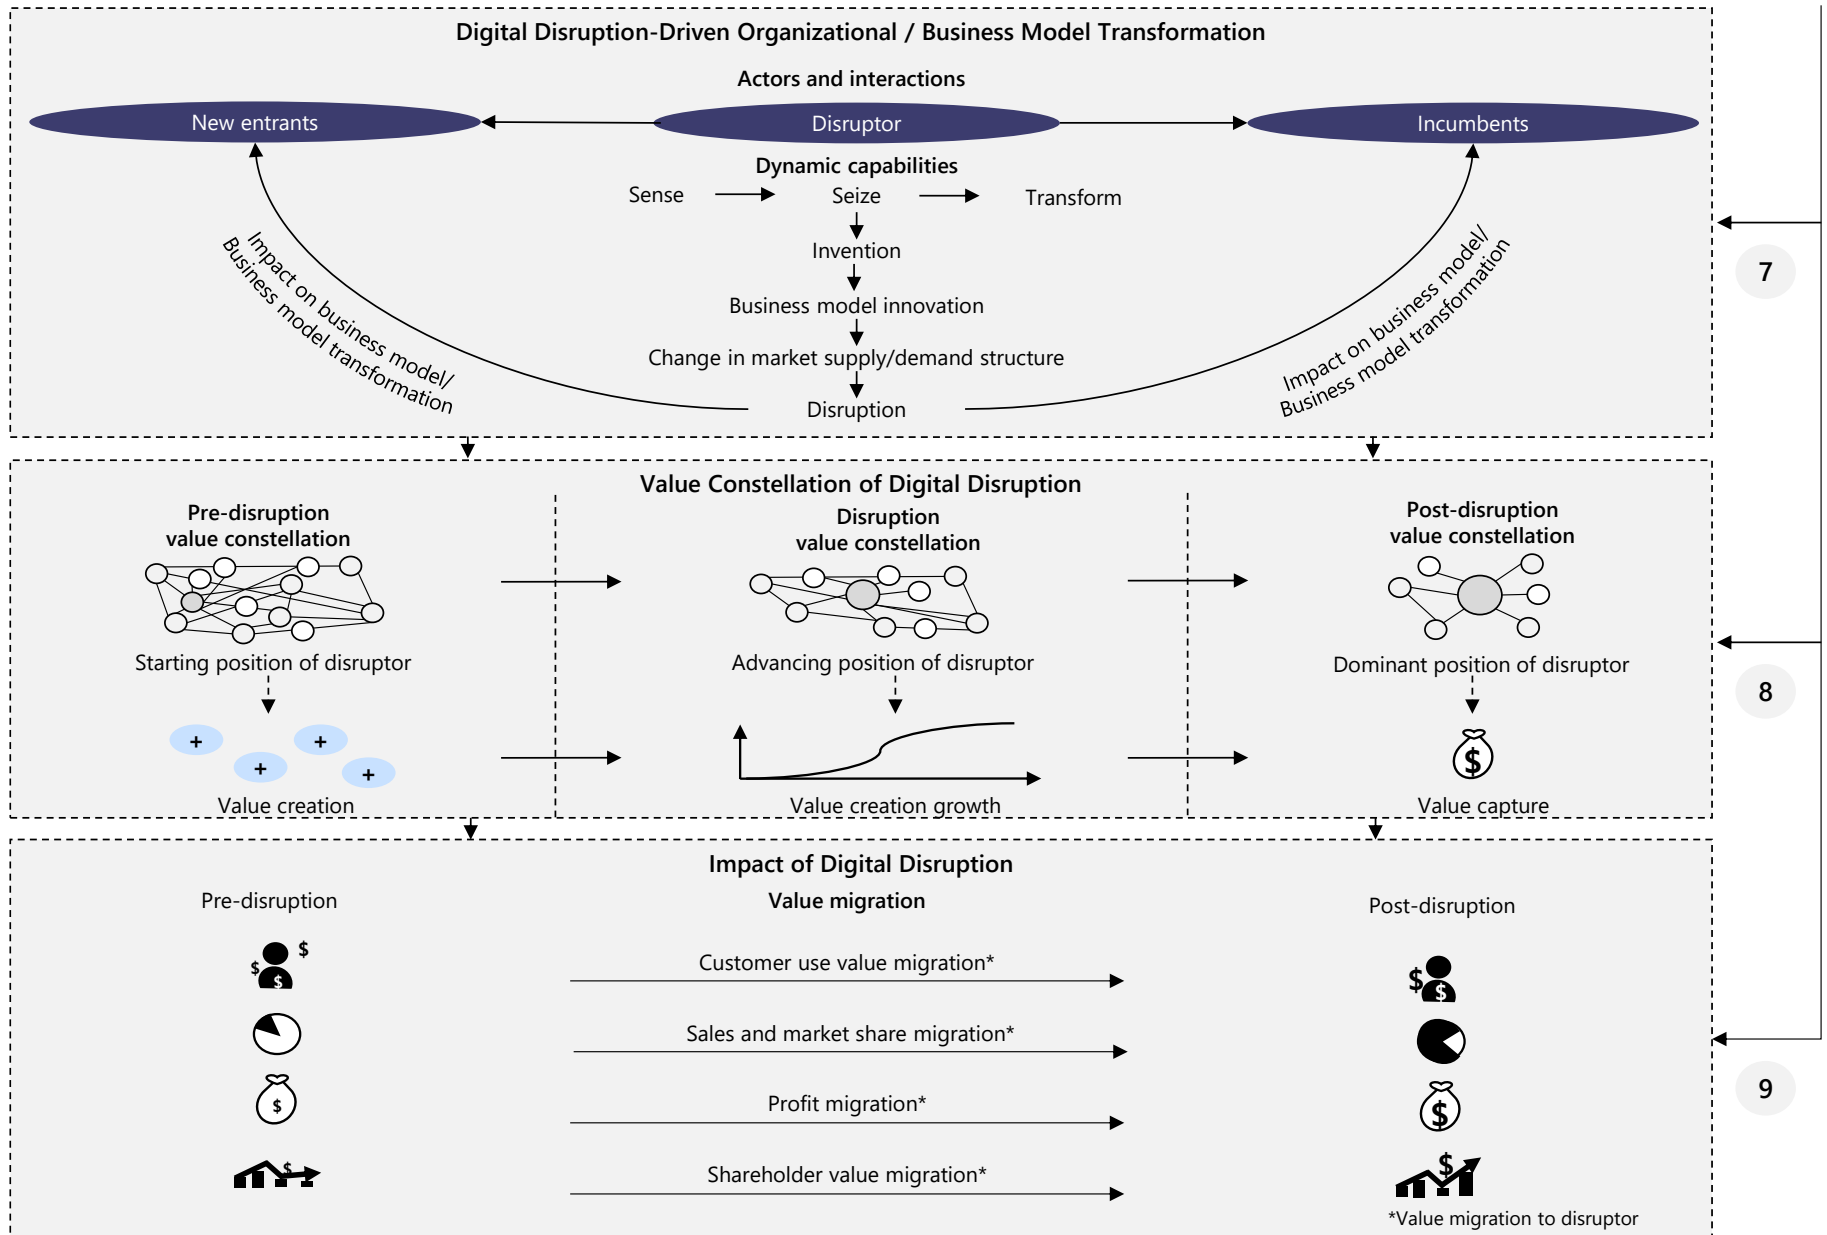 Digital Disruption-Driven Organizational / Business Model Transformation
Actors and interactions
New entrants
Disruptor
Incumbents
Dynamic capabilities
Sense
Seize
Transform
Invention
Business model innovation
Change in market supply/demand structure
Disruption
Impact on business model/
Business model transformation
Impact on business model/
Business model transformation
7
Value Constellation of Digital Disruption
Pre-disruption
value constellation
Disruption
value constellation
Post-disruption
value constellation
Starting position of disruptor
Advancing position of disruptor
Dominant position of disruptor
8
+
+
+
+
$
Value creation
Value creation growth
Value capture
Impact of Digital Disruption
Pre-disruption
Value migration
Post-disruption
$
$
$
Customer use value migration*
$
$
Sales and market share migration*
9
$
Profit migration*
$
$
Shareholder value migration*
$
*Value migration to disruptor